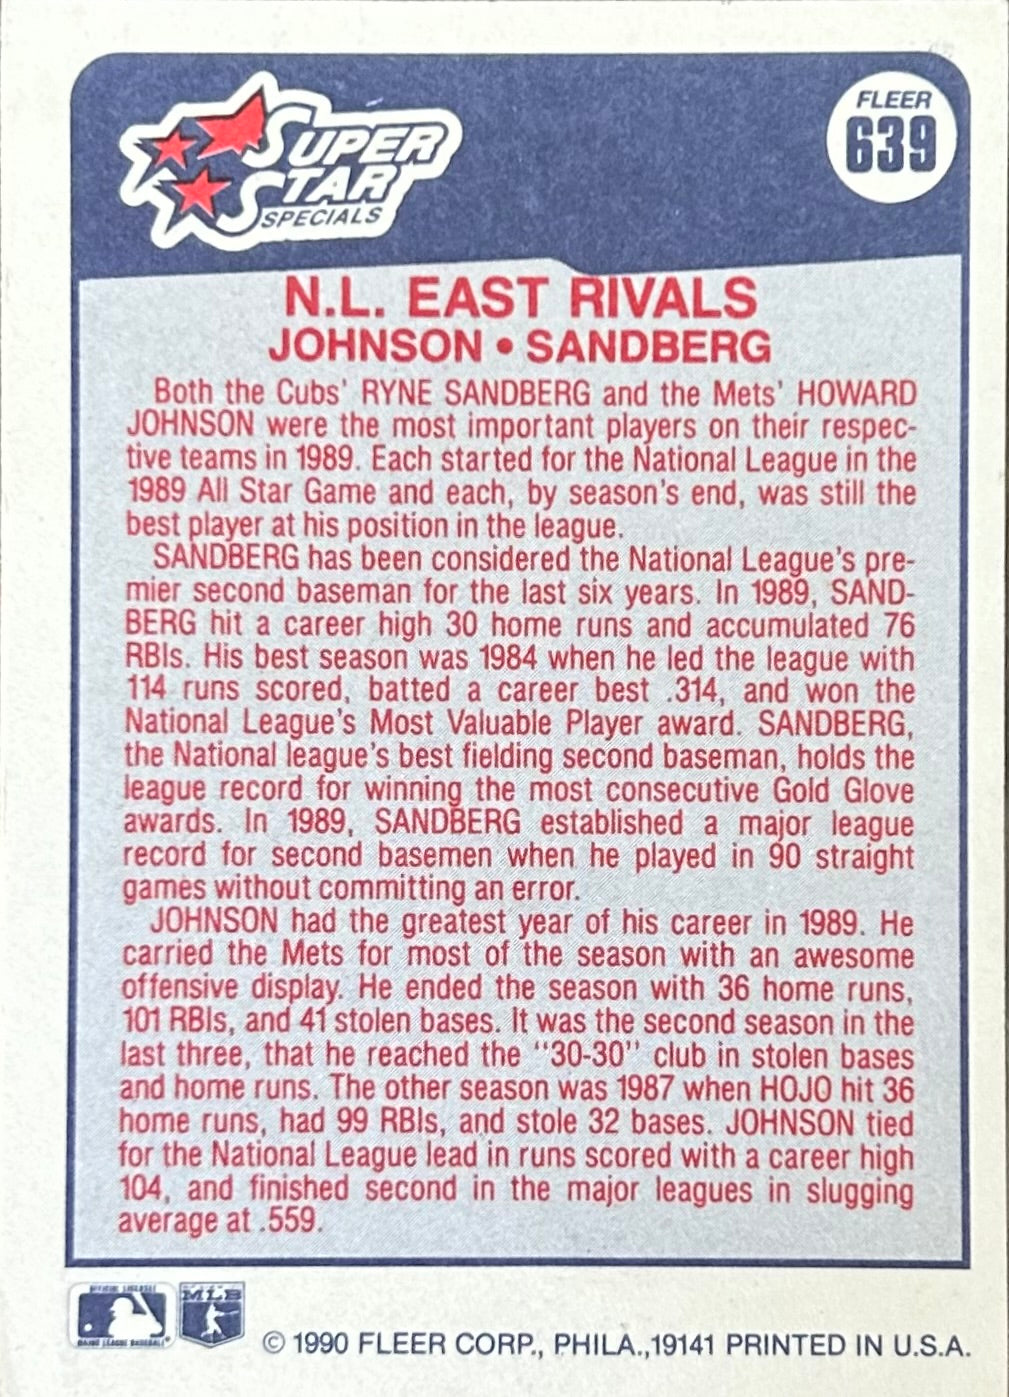 SUPER
STAR
SPECIALS
FLEER
639
N.L. EAST RIVALS
JOHNSON • SANDBERG
Both the Cubs' RYNE SANDBERG and the Mets' HOWARD
JOHNSON were the most important players on their respec-
tive teams in 1989. Each started for the National League in the
1989 All Star Game and each, by season's end, was still the
best player at his position in the league.
SANDBERG has been considered the National League's pre-
mier second baseman for the last six years. In 1989, SAND-
BERG hit a career high 30 home runs and accumulated 76
RBIs. His best season was 1984 when he led the league with
114 runs scored, batted a career best .314, and won the
National League's Most Valuable Player award. SANDBERG,
the National league's best fielding second baseman, holds the
league record for winning the most consecutive Gold Glove
awards. In 1989, SANDBERG established a major league
record for second basemen when he played in 90 straight
games without committing an error.
JOHNSON had the greatest year of his career in 1989. He
carried the Mets for most of the season with an awesome
offensive display. He ended the season with 36 home runs,
101 RBIs, and 41 stolen bases. It was the second season in the
last three, that he reached the "30-30" club in stolen bases
and home runs. The other season was 1987 when HOJO hit 36
home runs, had 99 RBIs, and stole 32 bases. JOHNSON tied
for the National League lead in runs scored with a career high
104, and finished second in the major leagues in slugging
average at .559.
MLB
© 1990 FLEER CORP., PHILA.,19141 PRINTED IN U.S.A.